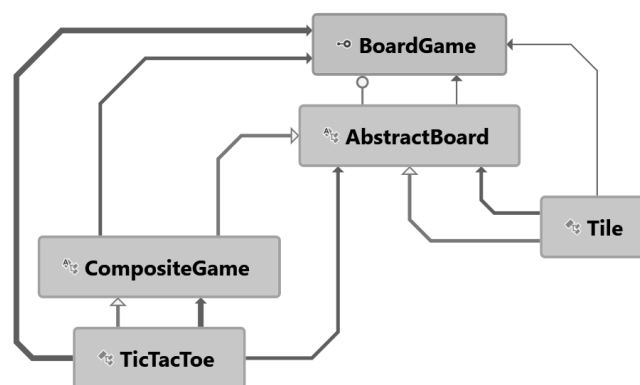 BoardGame
AbstractBoard
Tile
CompositeGame
TicTacToe